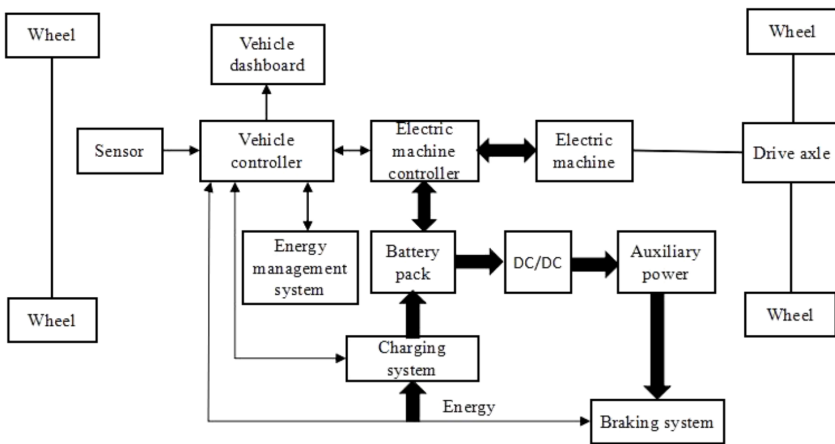 Wheel
Vehicle
dashboard
Wheel
Sensor
Vehicle
controller
Electric
machine
controller
Electric
machine
Drive axle
Energy
management
system
Battery
pack
DC/DC
Auxiliary
power
Wheel
Wheel
Charging
system
Energy
Braking system